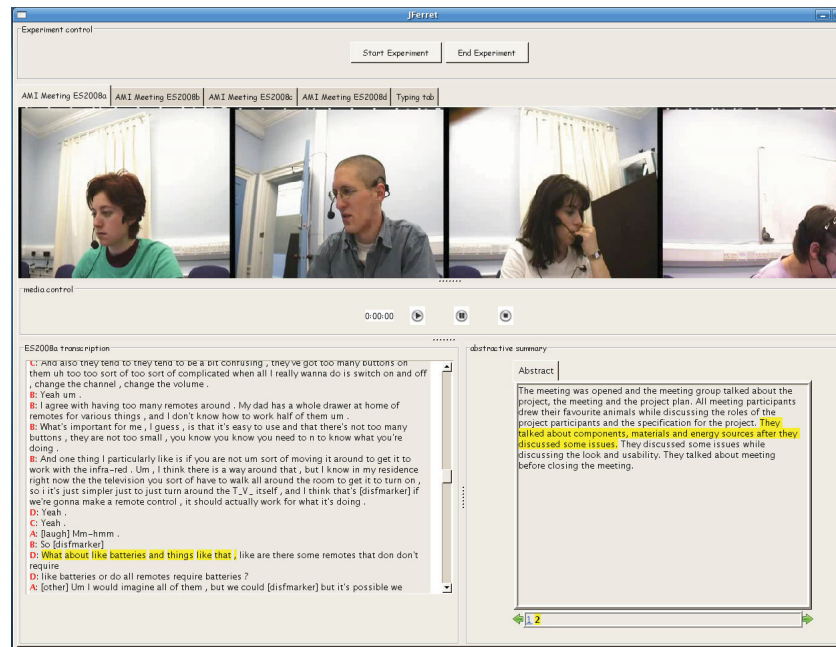 JFerret
Experiment control
Start Experiment End Experiment
AMI Meeting ES2008a AMI Meeting ES2008b AMI Meeting ES2008c AMI Meeting ES2008d Typing tab
media control
0:00:00
ES2008a transcription
C: And also they tend to they tend to be a bit confusing , they've got too many buttons on
them uh too too sort of too sort of complicated when all I really wanna do is switch on and off
, change the channel , change the volume .
B: Yeah um .
B: I agree with having too many remotes around . My dad has a whole drawer at home of
remotes for various things , and I don't know how to work half of them um .
B: What's important for me , I guess , is that it's easy to use and that there's not too many
buttons , they are not too small , you know you know you need to n to know what you're
doing .
B: And one thing I particularly like is if you are not um sort of moving it around to get it to
work with the infra-red . Um , I think there is a way around that , but I know in my residence
right now the the television you sort of have to walk all around the room to get it to turn on ,
so i it's just simpler just to just turn around the T_V_ itself , and I think that's [disfmarker] if
we're gonna make a remote control , it should actually work for what it's doing .
D: Yeah .
C: Yeah .
A: [laugh] Mm-hmm .
B: So [disfmarker]
D: What about like batteries and things like that , like are there some remotes that don don't
require
D: like batteries or do all remotes require batteries ?
A: [other] Um I would imagine all of them , but we could [disfmarker] but it's possible we
abstractive summary
Abstract
The meeting was opened and the meeting group talked about the
project, the meeting and the project plan. All meeting participants
drew their favourite animals while discussing the roles of the
project participants and the specification for the project. They
talked about components, materials and energy sources after they
discussed some issues. They discussed some issues while
discussing the look and usability. They talked about meeting
before closing the meeting.
1 2